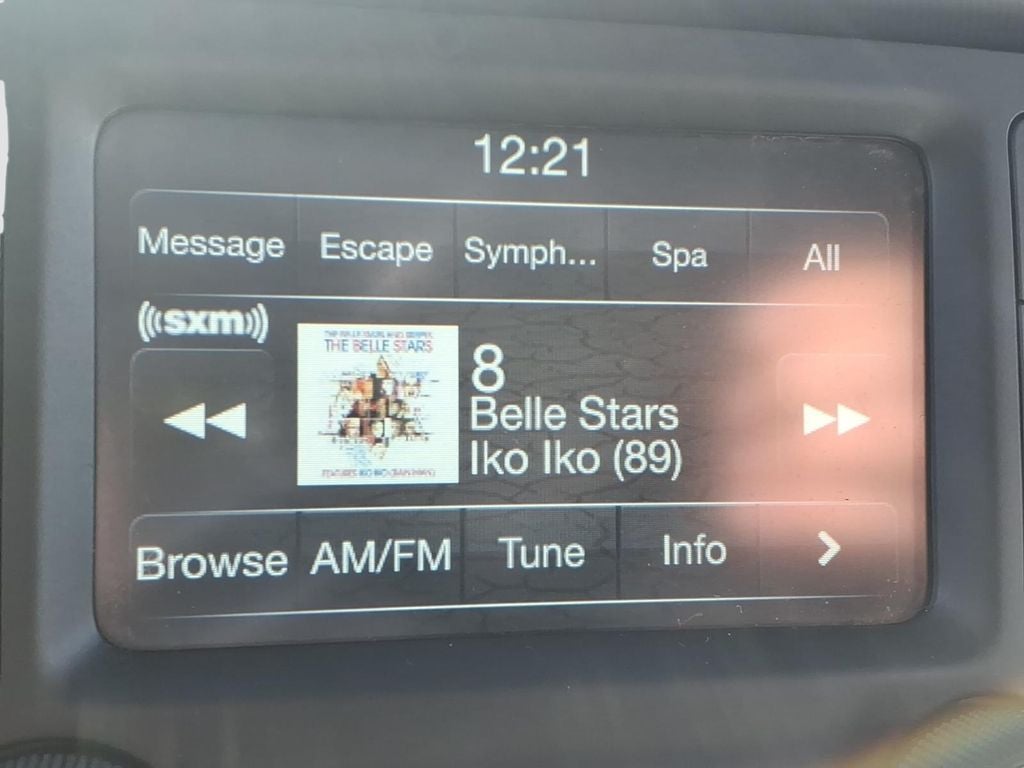 12:21
Message Escape Symph... Spa All
((sxm))
THE BELLE STARS
8
Belle Stars
Iko Iko (89)
Browse AM/FM Tune Info >